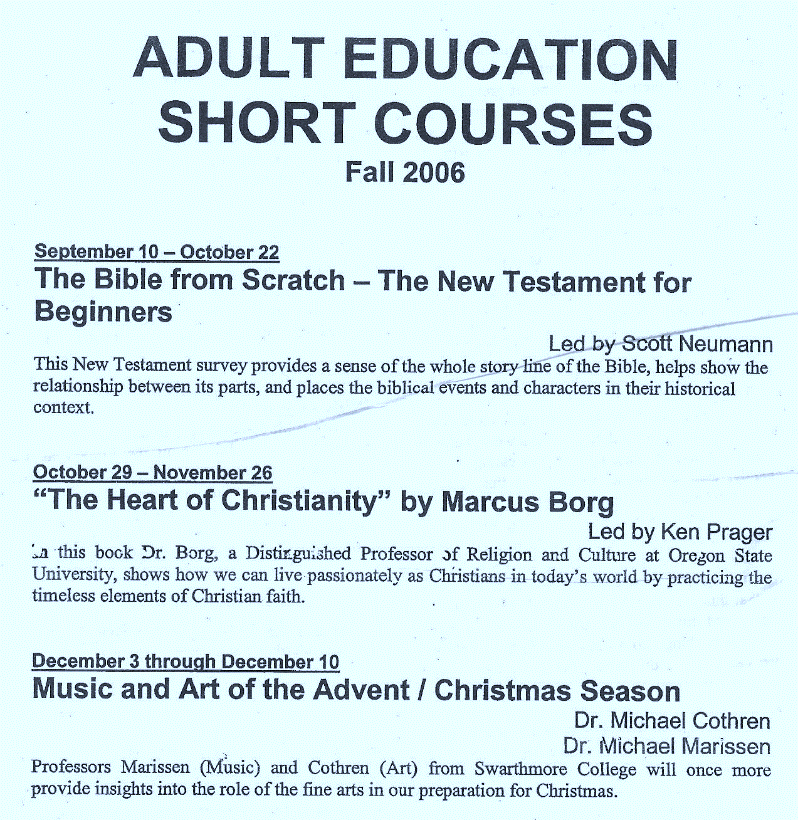 ADULT EDUCATION
SHORT COURSES
Fall 2006
September 10 – October 22
The Bible from Scratch – The New Testament for
Beginners
Led by Scott Neumann
This New Testament survey provides a sense of the whole story line of the Bible, helps show the
relationship between its parts, and places the biblical events and characters in their historical
context.
October 29 – November 26
“The Heart of Christianity” by Marcus Borg
Led by Ken Prager
In this book Dr. Borg, a Distinguished Professor of Religion and Culture at Oregon State
University, shows how we can live passionately as Christians in today’s world by practicing the
timeless elements of Christian faith.
December 3 through December 10
Music and Art of the Advent / Christmas Season
Dr. Michael Cothren
Dr. Michael Marissen
Professors Marissen (Music) and Cothren (Art) from Swarthmore College will once more
provide insights into the role of the fine arts in our preparation for Christmas.